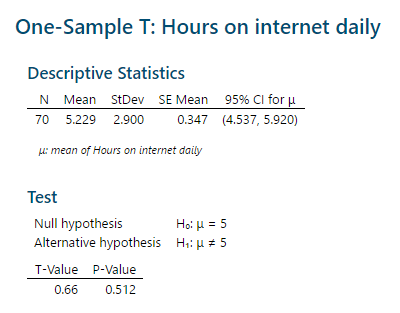 One-Sample T: Hours on internet daily
Descriptive Statistics
N Mean StDev SE Mean 95% CI for μ
70 5.229 2.900 0.347 (4.537, 5.920)
μ: mean of Hours on internet daily
Test
Null hypothesis H₀: μ = 5
Alternative hypothesis H₁: μ ≠ 5
T-Value P-Value
0.66 0.512